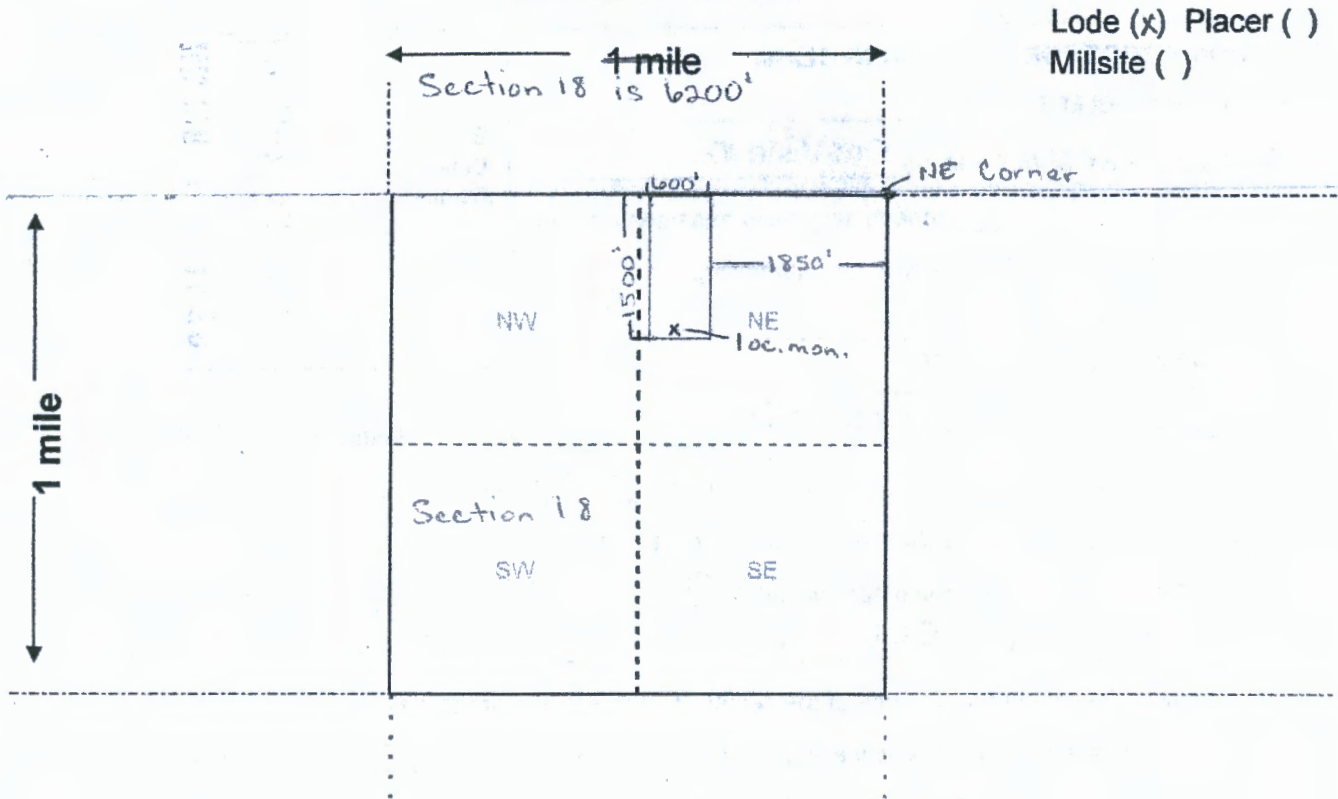 Lode (x) Placer ( )
Millsite ( )
1 mile
Section 18 is 6200'
600'
NE Corner
1500'
1850'
NW
NE
x
loc.mon.
1 mile
Section 18
SW
SE